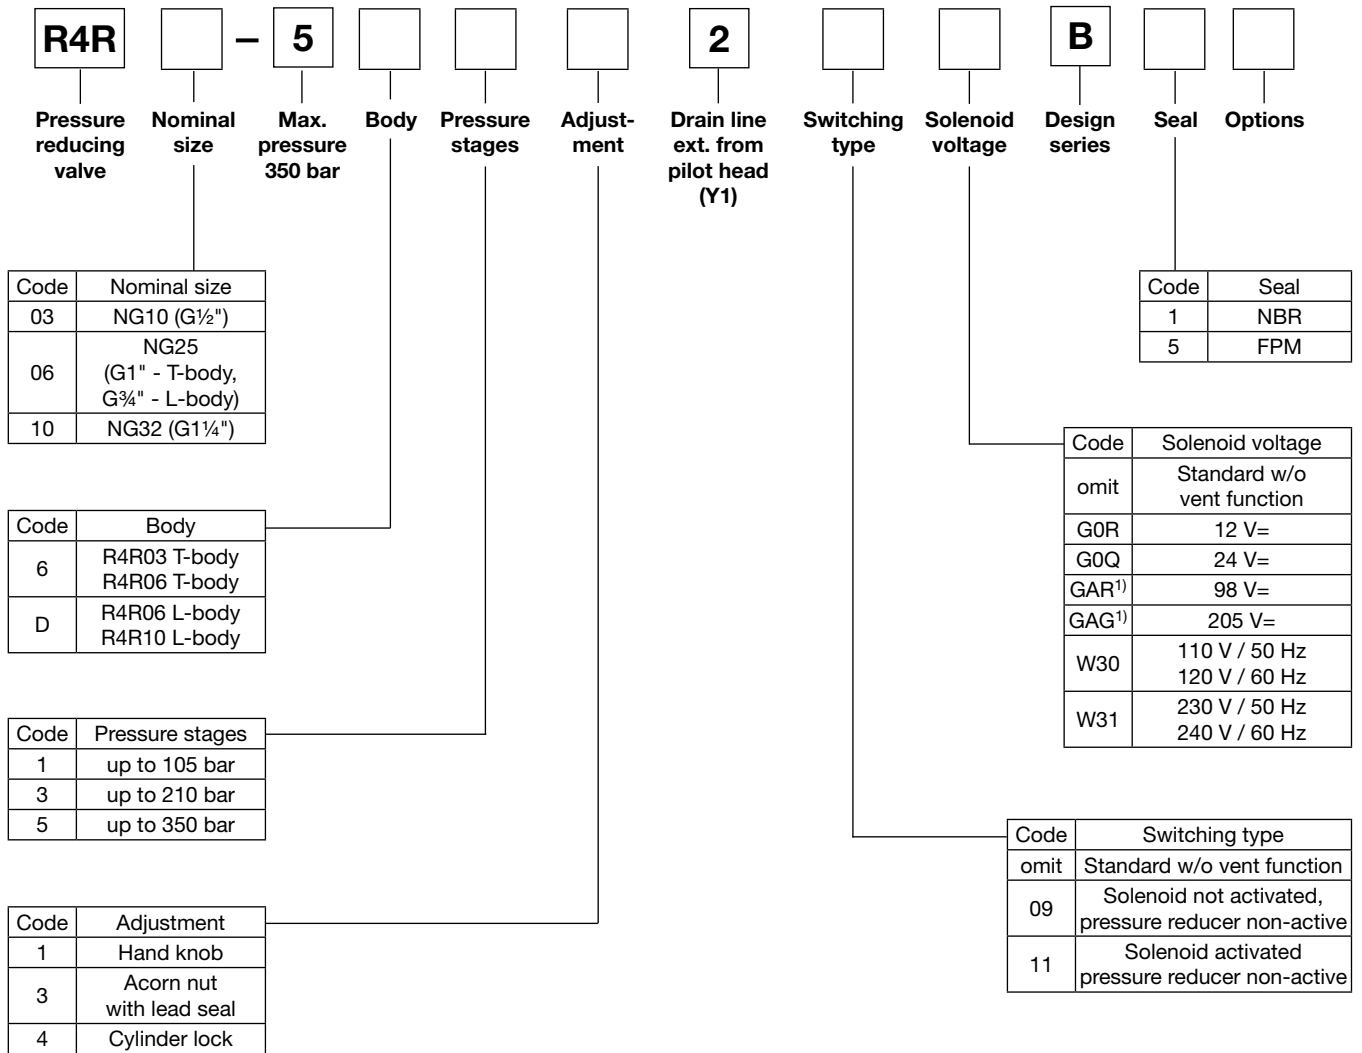 R4R – 5 2 B
Pressure reducing valve
Nominal size
Max. pressure 350 bar
Body
Pressure stages
Adjust-
ment
Drain line ext. from pilot head (Y1)
Switching type
Solenoid voltage
Design series
Seal
Options
Code Nominal size
03 NG10 (G½")
06 NG25
(G1" - T-body,
G¾" - L-body)
10 NG32 (G1¼")
Code Body
6 R4R03 T-body
R4R06 T-body
D R4R06 L-body
R4R10 L-body
Code Pressure stages
1 up to 105 bar
3 up to 210 bar
5 up to 350 bar
Code Adjustment
1 Hand knob
3 Acorn nut
with lead seal
4 Cylinder lock
Code Seal
1 NBR
5 FPM
Code Solenoid voltage
omit Standard w/o
vent function
G0R 12 V=
G0Q 24 V=
GAR1) 98 V=
GAG1) 205 V=
W30 110 V / 50 Hz
120 V / 60 Hz
W31 230 V / 50 Hz
240 V / 60 Hz
Code Switching type
omit Standard w/o vent function
09 Solenoid not activated,
pressure reducer non-active
11 Solenoid activated
pressure reducer non-active